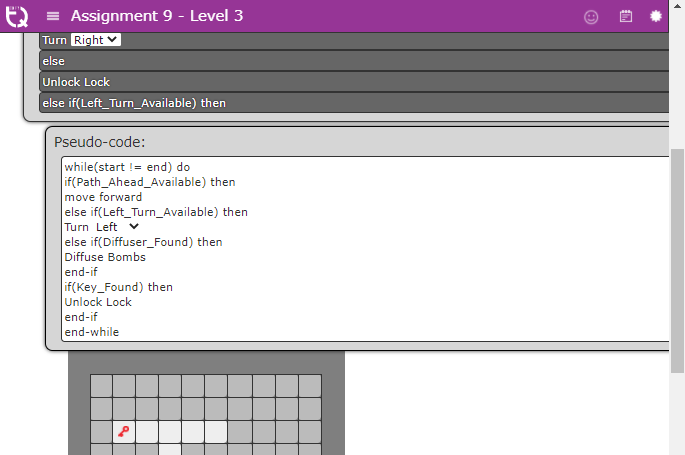 Assignment 9 - Level 3
Turn Right
else
Unlock Lock
else if(Left_Turn_Available) then
Pseudo-code:
while(start != end) do
if(Path_Ahead_Available) then
move forward
else if(Left_Turn_Available) then
Turn Left
else if(Diffuser_Found) then
Diffuse Bombs
end-if
if(Key_Found) then
Unlock Lock
end-if
end-while